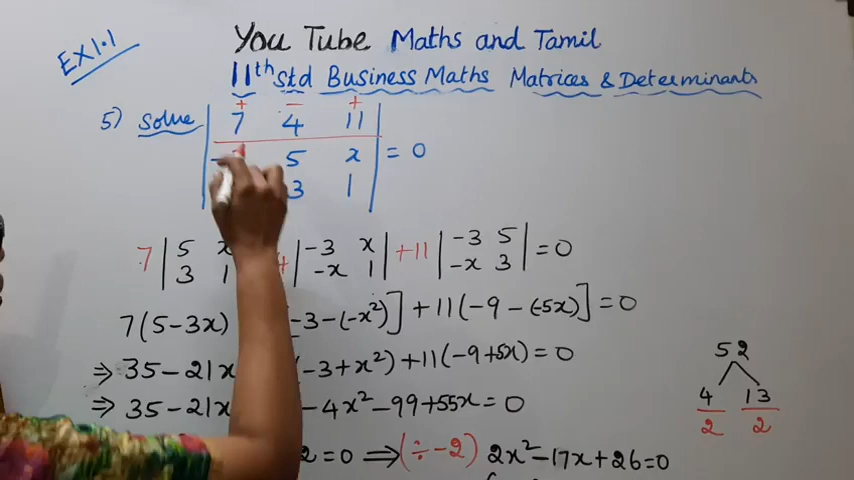 EX1.1
You Tube Maths and Tamil
11th std Business Maths Matrices & Determinants
+ − +
5) Solve | 7 4 11 |
5 x = 0
3 1
7 | 5 x | −3 x | +11 | −3 5 | = 0
3 1 | −x 1 | | −x 3 |
7(5−3x) −3−(−x²)] +11(−9−(−5x)] = 0
⇒ 35−21x (−3+x²) +11(−9+5x) = 0
⇒ 35−21x −4x²−99+55x = 0
2=0 ⟹ (÷−2) 2x²−17x+26=0
52
4 13
2 2